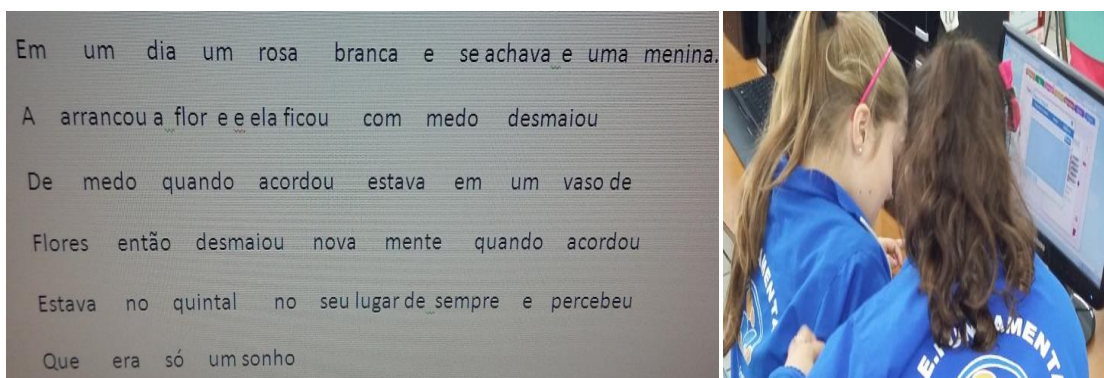 Em um dia um rosa branca e se achava e uma menina.
A arrancou a flor e e ela ficou com medo desmaiou
De medo quando acordou estava em um vaso de
Flores então desmaiou nova mente quando acordou
Estava no quintal no seu lugar de sempre e percebeu
Que era só um sonho